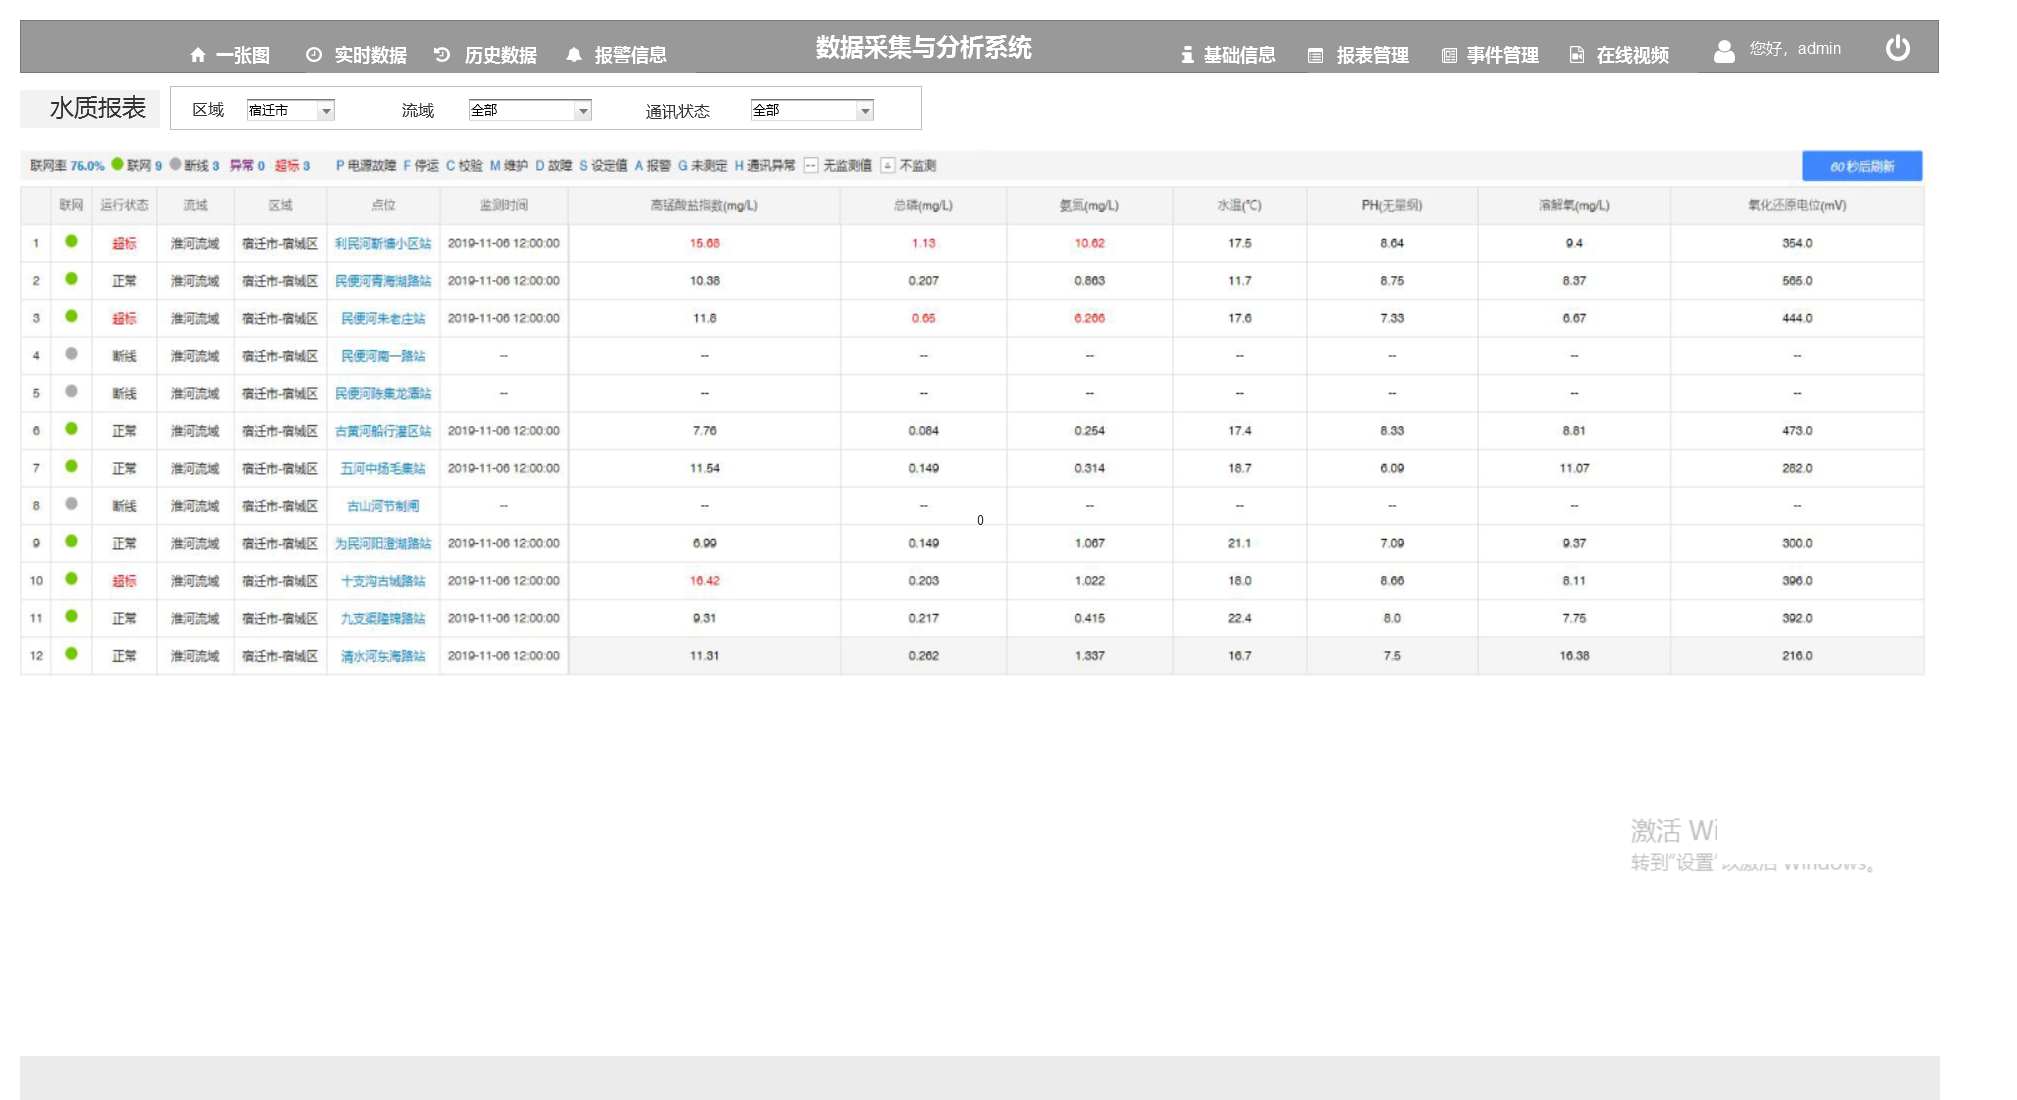 一张图 实时数据 历史数据 报警信息 数据采集与分析系统 基础信息 报表管理 事件管理 在线视频 您好，admin
水质报表 区域 宿迁市 流域 全部 通讯状态 全部
联网率 75.0% 联网 9 断线 3 异常 0 超标 3 P 电源故障 F 停运 C 校验 M 维护 D 故障 S 设定值 A 报警 G 未测定 H 通讯异常 -- 无监测值 不监测 60 秒后刷新
联网 运行状态 流域 区域 点位 监测时间 高锰酸盐指数(mg/L) 总磷(mg/L) 氨氮(mg/L) 水温(℃) PH(无量纲) 溶解氧(mg/L) 氧化还原电位(mV)
1 超标 淮河流域 宿迁市-宿城区 利民河新塘小区站 2019-11-06 12:00:00 15.68 1.13 10.62 17.5 8.64 9.4 354.0
2 正常 淮河流域 宿迁市-宿城区 民便河青海湖路站 2019-11-06 12:00:00 10.38 0.207 0.863 11.7 8.75 8.37 565.0
3 超标 淮河流域 宿迁市-宿城区 民便河朱老庄站 2019-11-06 12:00:00 11.8 0.65 6.266 17.6 7.33 6.67 444.0
4 断线 淮河流域 宿迁市-宿城区 民便河南一路站 -- -- -- -- -- -- -- --
5 断线 淮河流域 宿迁市-宿城区 民便河陈集龙潭站 -- -- -- -- -- -- -- --
6 正常 淮河流域 宿迁市-宿城区 古黄河船行灌区站 2019-11-06 12:00:00 7.76 0.084 0.254 17.4 8.33 8.81 473.0
7 正常 淮河流域 宿迁市-宿城区 五河中扬毛集站 2019-11-06 12:00:00 11.54 0.149 0.314 18.7 6.09 11.07 282.0
8 断线 淮河流域 宿迁市-宿城区 古山河节制闸 -- -- -- -- -- -- -- --
0
9 正常 淮河流域 宿迁市-宿城区 为民河阳澄湖路站 2019-11-06 12:00:00 6.99 0.149 1.067 21.1 7.09 9.37 300.0
10 超标 淮河流域 宿迁市-宿城区 十支沟古城路站 2019-11-06 12:00:00 16.42 0.203 1.022 18.0 8.66 8.11 396.0
11 正常 淮河流域 宿迁市-宿城区 九支渠隆锦路站 2019-11-06 12:00:00 9.31 0.217 0.415 22.4 8.0 7.75 392.0
12 正常 淮河流域 宿迁市-宿城区 清水河东海路站 2019-11-06 12:00:00 11.31 0.262 1.337 16.7 7.5 16.38 216.0
激活 Wi
转到"设置"以激活 Windows。